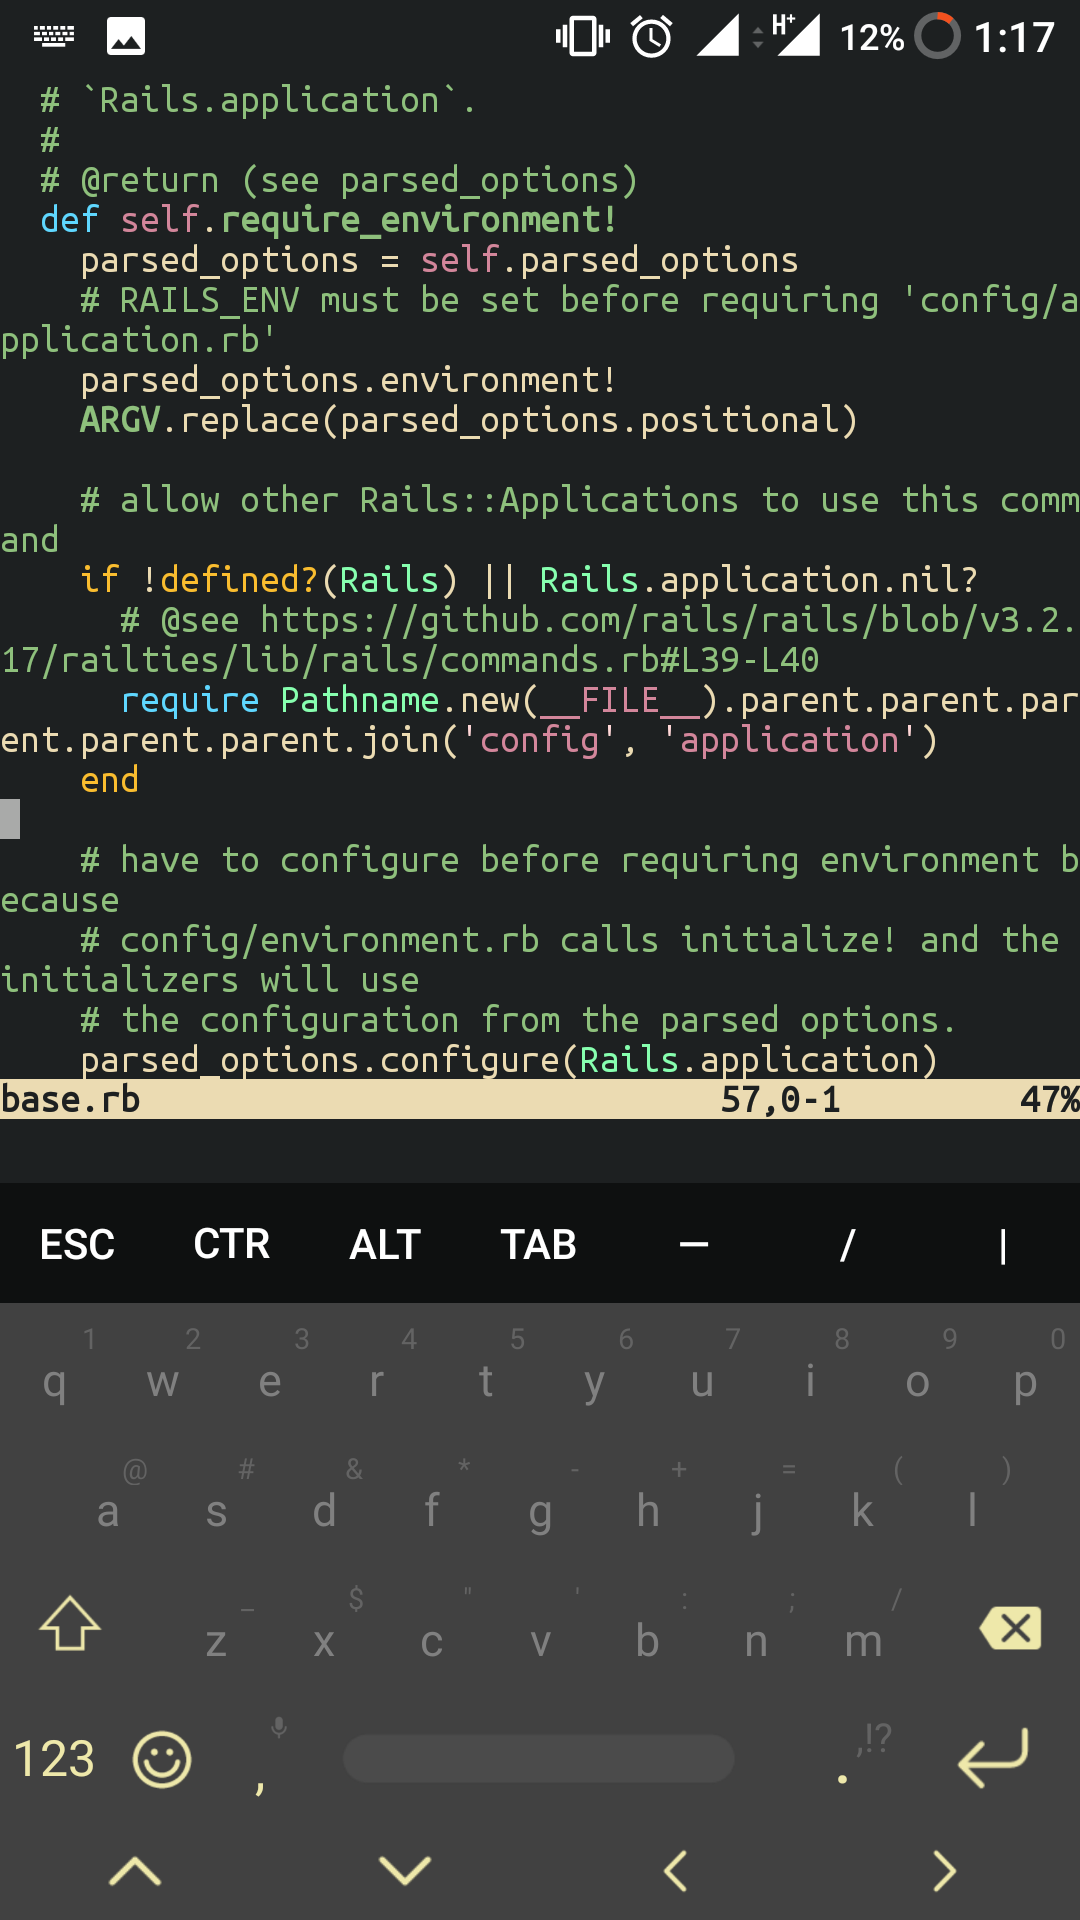 H+ 12% 1:17
# `Rails.application`.
#
# @return (see parsed_options)
def self.require_environment!
parsed_options = self.parsed_options
# RAILS_ENV must be set before requiring 'config/a
pplication.rb'
parsed_options.environment!
ARGV.replace(parsed_options.positional)
# allow other Rails::Applications to use this comm
and
if !defined?(Rails) || Rails.application.nil?
# @see https://github.com/rails/rails/blob/v3.2.
17/railties/lib/rails/commands.rb#L39-L40
require Pathname.new(__FILE__).parent.parent.par
ent.parent.parent.join('config', 'application')
end
# have to configure before requiring environment b
ecause
# config/environment.rb calls initialize! and the
initializers will use
# the configuration from the parsed options.
parsed_options.configure(Rails.application)
base.rb 57,0-1 47%
ESC CTR ALT TAB — / |
1 2 3 4 5 6 7 8 9 0
q w e r t y u i o p
@ # & * - + = ( )
a s d f g h j k l
_ $ " ' : ; /
z x c v b n m
123 , . ,!?